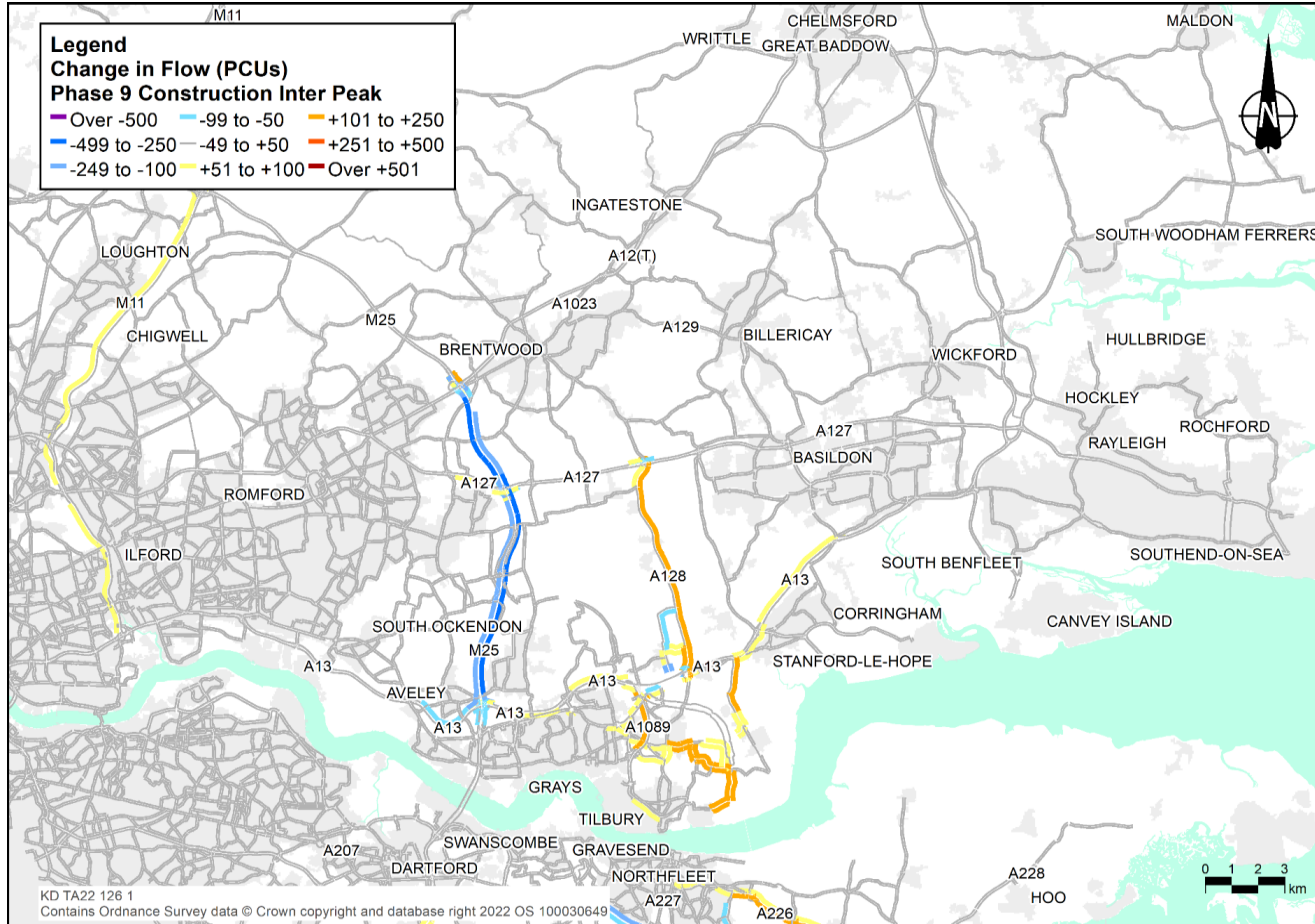 M11
CHELMSFORD
MALDON
WRITTLE
GREAT BADDOW
Legend
Change in Flow (PCUs)
Phase 9 Construction Inter Peak
Over -500
-99 to -50
+101 to +250
-499 to -250
-49 to +50
+251 to +500
-249 to -100
+51 to +100
Over +501
N
INGATESTONE
SOUTH WOODHAM FERRERS
LOUGHTON
A12(T)
M11
A1023
M25
A129
CHIGWELL
BILLERICAY
HULLBRIDGE
BRENTWOOD
WICKFORD
HOCKLEY
ROCHFORD
A127
RAYLEIGH
BASILDON
A127
A127
ROMFORD
ILFORD
SOUTHEND-ON-SEA
SOUTH BENFLEET
A128
A13
CORRINGHAM
CANVEY ISLAND
SOUTH OCKENDON
M25
A13
A13
STANFORD-LE-HOPE
A13
AVELEY
A13
A13
A1089
GRAYS
TILBURY
SWANSCOMBE
GRAVESEND
A207
DARTFORD
NORTHFLEET
A228
HOO
A227
A226
0 1 2 3
km
KD TA22 126 1
Contains Ordnance Survey data © Crown copyright and database right 2022 OS 100030649